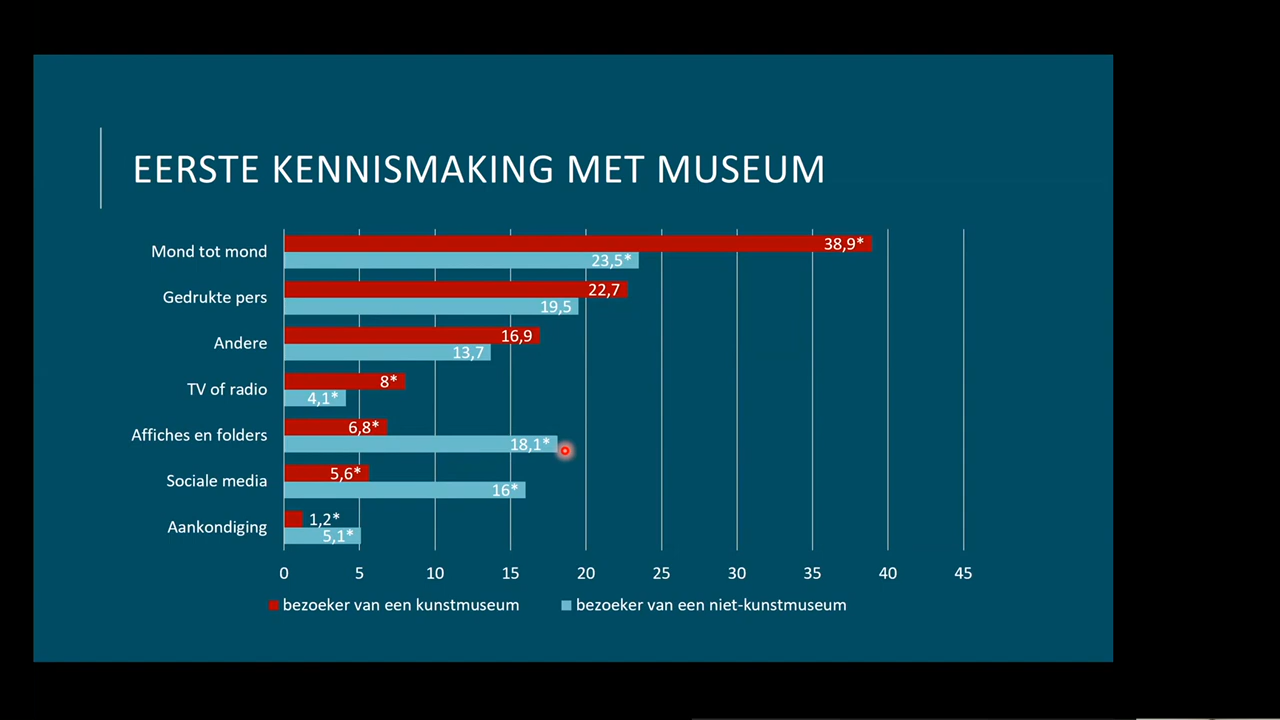 EERSTE KENNISMAKING MET MUSEUM
Mond tot mond
38,9*
23,5*
Gedrukte pers
22,7
19,5
Andere
16,9
13,7
TV of radio
8*
4,1*
Affiches en folders
6,8*
18,1*
Sociale media
5,6*
16*
Aankondiging
1,2*
5,1*
0 5 10 15 20 25 30 35 40 45
bezoeker van een kunstmuseum bezoeker van een niet-kunstmuseum